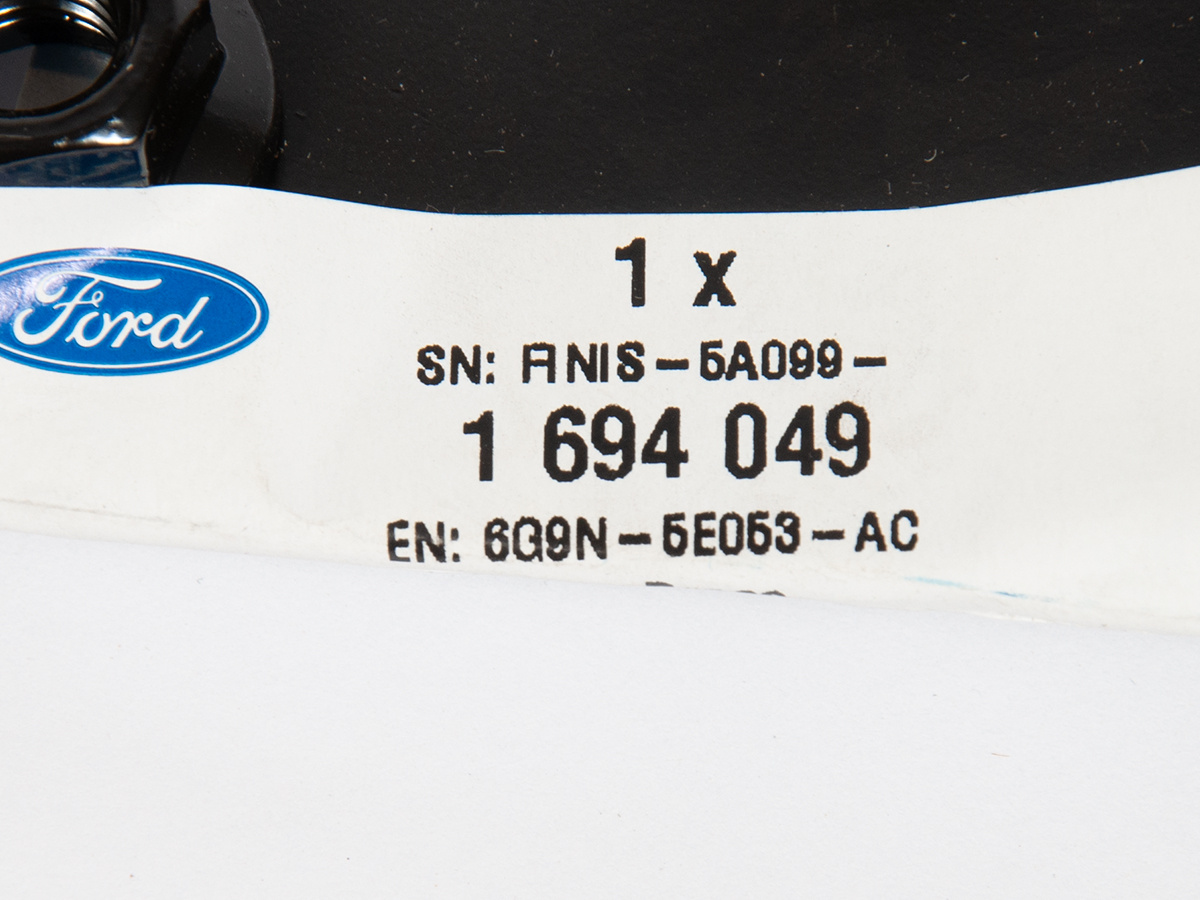 Ford
1 x
SN: FINIS-5A099-
1 694 049
EN: 6G9N-5E053-AC